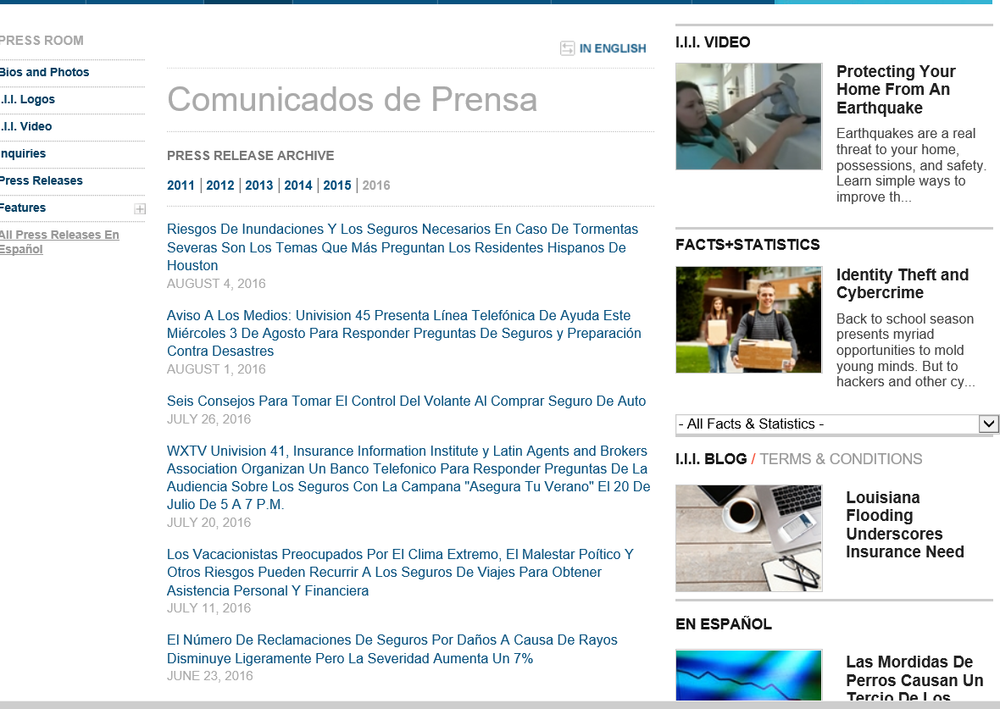 PRESS ROOM
Bios and Photos
.I.I. Logos
.I.I. Video
nquiries
Press Releases
Features
All Press Releases En
Español
IN ENGLISH
Comunicados de Prensa
PRESS RELEASE ARCHIVE
2011 | 2012 | 2013 | 2014 | 2015 | 2016
Riesgos De Inundaciones Y Los Seguros Necesarios En Caso De Tormentas
Severas Son Los Temas Que Más Preguntan Los Residentes Hispanos De
Houston
AUGUST 4, 2016
Aviso A Los Medios: Univision 45 Presenta Línea Telefónica De Ayuda Este
Miércoles 3 De Agosto Para Responder Preguntas De Seguros y Preparación
Contra Desastres
AUGUST 1, 2016
Seis Consejos Para Tomar El Control Del Volante Al Comprar Seguro De Auto
JULY 26, 2016
WXTV Univision 41, Insurance Information Institute y Latin Agents and Brokers
Association Organizan Un Banco Telefonico Para Responder Preguntas De La
Audiencia Sobre Los Seguros Con La Campana "Asegura Tu Verano" El 20 De
Julio De 5 A 7 P.M.
JULY 20, 2016
Los Vacacionistas Preocupados Por El Clima Extremo, El Malestar Poítico Y
Otros Riesgos Pueden Recurrir A Los Seguros De Viajes Para Obtener
Asistencia Personal Y Financiera
JULY 11, 2016
El Número De Reclamaciones De Seguros Por Daños A Causa De Rayos
Disminuye Ligeramente Pero La Severidad Aumenta Un 7%
JUNE 23, 2016
I.I.I. VIDEO
Protecting Your
Home From An
Earthquake
Earthquakes are a real
threat to your home,
possessions, and safety.
Learn simple ways to
improve th...
FACTS+STATISTICS
Identity Theft and
Cybercrime
Back to school season
presents myriad
opportunities to mold
young minds. But to
hackers and other cy...
- All Facts & Statistics -
I.I.I. BLOG / TERMS & CONDITIONS
Louisiana
Flooding
Underscores
Insurance Need
EN ESPAÑOL
Las Mordidas De
Perros Causan Un
Tercio De Los